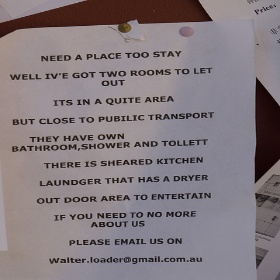 NEED A PLACE TOO STAY
WELL IV'E GOT TWO ROOMS TO LET
OUT
ITS IN A QUITE AREA
BUT CLOSE TO PUBILIC TRANSPORT
THEY HAVE OWN
BATHROOM,SHOWER AND TOLLETT
THERE IS SHEARED KITCHEN
LAUNDGER THAT HAS A DRYER
OUT DOOR AREA TO ENTERTAIN
IF YOU NEED TO NO MORE
ABOUT US
PLEASE EMAIL US ON
Walter.loader@gmail.com.au
Price: